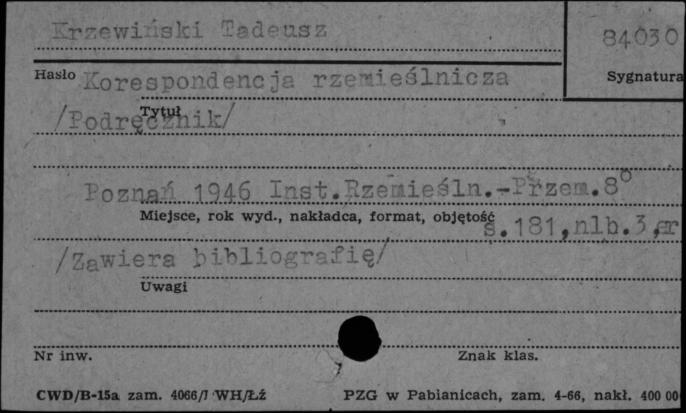 Krzewiński Tadeusz
84030
Hasło
Sygnatura
Korespondencja rzemieślnicza
Tytuł
/Podręcznik/
Poznań 1946 Inst.Rzemieśln.-Przem.8°
Miejsce, rok wyd., nakładca, format, objętość
s.181,nlb.3,
/Zawiera bibliografię/
Uwagi
Nr inw.
Znak klas.
CWD/B-15a zam. 4066/7 WH/Łź
PZG w Pabianicach, zam. 4-66, nakł. 400 00